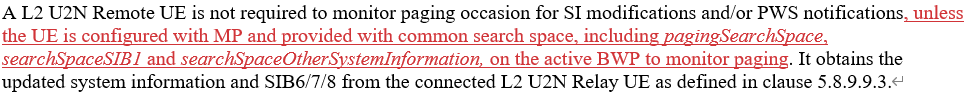 A L2 U2N Remote UE is not required to monitor paging occasion for SI modifications and/or PWS notifications, unless
the UE is configured with MP and provided with common search space, including pagingSearchSpace,
searchSpaceSIB1 and searchSpaceOtherSystemInformation, on the active BWP to monitor paging. It obtains the
updated system information and SIB6/7/8 from the connected L2 U2N Relay UE as defined in clause 5.8.9.9.3.↵